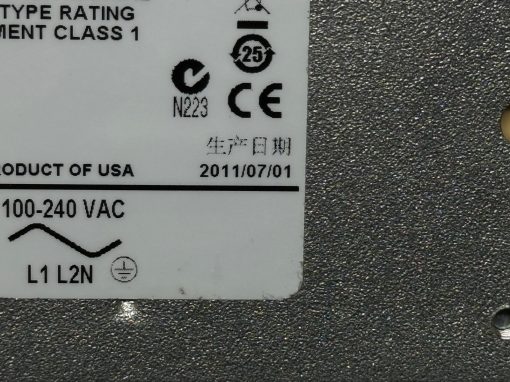 TYPE RATING
MENT CLASS 1
25
N223 CE
生产日期
RODUCT OF USA 2011/07/01
100-240 VAC
L1 L2N